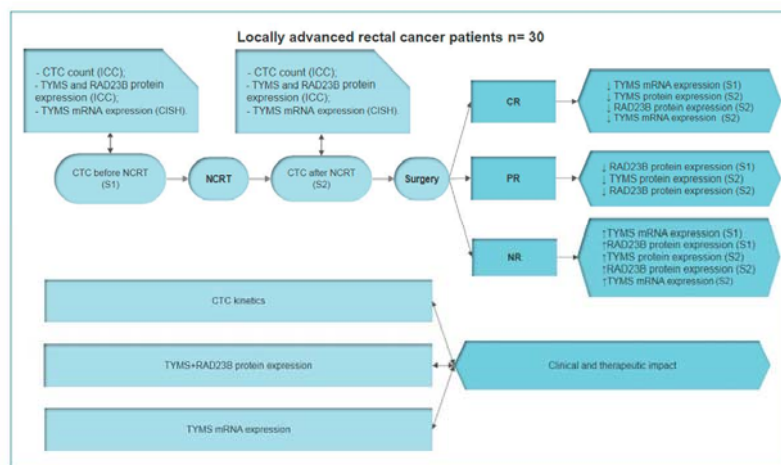 Locally advanced rectal cancer patients n= 30
- CTC count (ICC);
- TYMS and RAD23B protein
expression (ICC);
- TYMS mRNA expression (CISH).
- CTC count (ICC);
- TYMS and RAD23B protein
expression (ICC);
- TYMS mRNA expression (CISH).
CTC before NCRT
(S1)
NCRT
CTC after NCRT
(S2)
Surgery
CR
↓ TYMS mRNA expression (S1)
↓ TYMS protein expression (S2)
↓ RAD23B protein expression (S2)
↓ TYMS mRNA expression (S2)
PR
↓ RAD23B protein expression (S1)
↓ TYMS protein expression (S2)
↓ RAD23B protein expression (S2)
NR
↑TYMS mRNA expression (S1)
↑RAD23B protein expression (S1)
↑TYMS protein expression (S2)
↑RAD23B protein expression (S2)
↑TYMS mRNA expression (S2)
CTC kinetics
TYMS+RAD23B protein expression
TYMS mRNA expression
Clinical and therapeutic impact